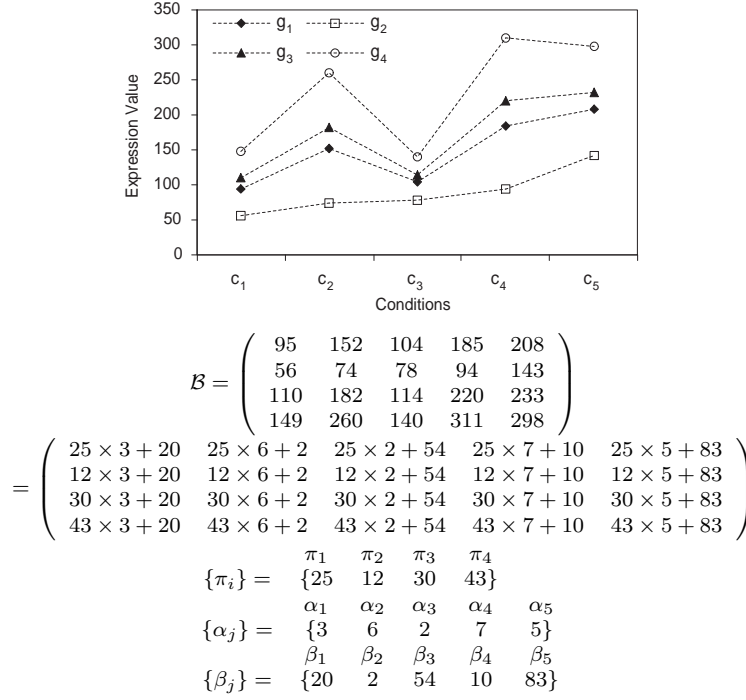 350
300
250
200
150
100
50
0
Expression Value
g₁ g₂
g₃ g₄
c₁ c₂ c₃ c₄ c₅
Conditions
ℬ = ( 95 152 104 185 208
56 74 78 94 143
110 182 114 220 233
149 260 140 311 298 )
= ( 25 × 3 + 20 25 × 6 + 2 25 × 2 + 54 25 × 7 + 10 25 × 5 + 83
12 × 3 + 20 12 × 6 + 2 12 × 2 + 54 12 × 7 + 10 12 × 5 + 83
30 × 3 + 20 30 × 6 + 2 30 × 2 + 54 30 × 7 + 10 30 × 5 + 83
43 × 3 + 20 43 × 6 + 2 43 × 2 + 54 43 × 7 + 10 43 × 5 + 83 )
π₁ π₂ π₃ π₄
{πᵢ} = {25 12 30 43}
α₁ α₂ α₃ α₄ α₅
{αⱼ} = {3 6 2 7 5}
β₁ β₂ β₃ β₄ β₅
{βⱼ} = {20 2 54 10 83}